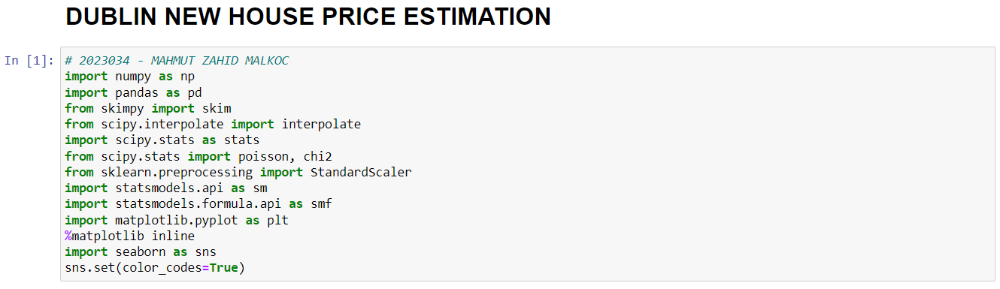 DUBLIN NEW HOUSE PRICE ESTIMATION
In [1]: # 2023034 - MAHMUT ZAHID MALKOC
import numpy as np
import pandas as pd
from skimpy import skim
from scipy.interpolate import interpolate
import scipy.stats as stats
from scipy.stats import poisson, chi2
from sklearn.preprocessing import StandardScaler
import statsmodels.api as sm
import statsmodels.formula.api as smf
import matplotlib.pyplot as plt
%matplotlib inline
import seaborn as sns
sns.set(color_codes=True)